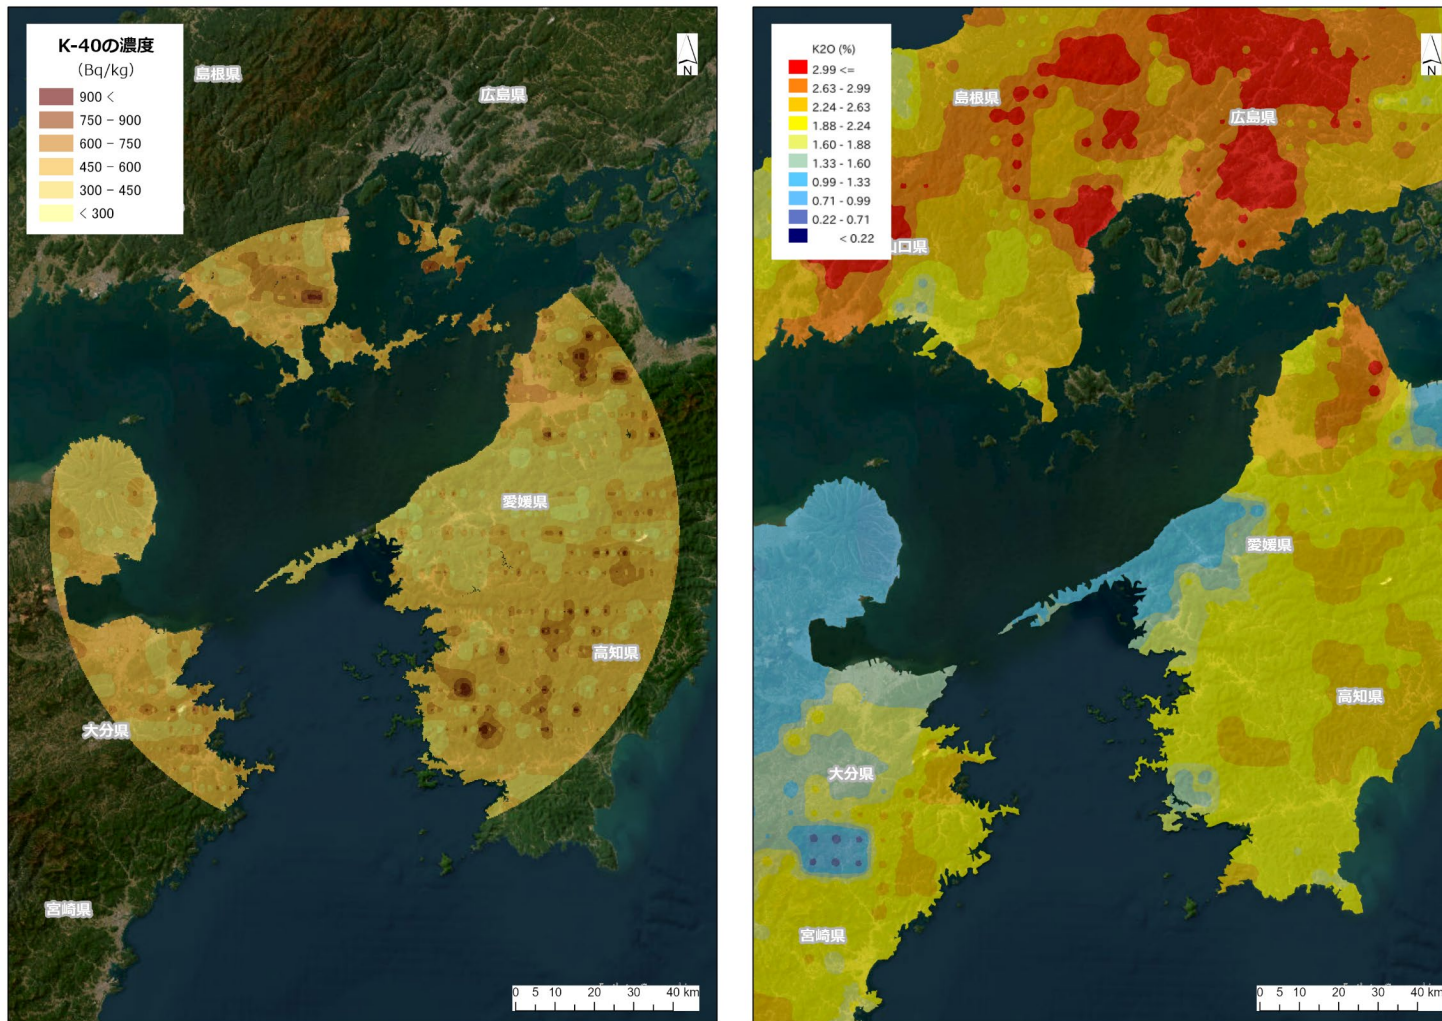 K-40の濃度
(Bq/kg)
900 <
750 – 900
600 – 750
450 – 600
300 – 450
< 300
島根県
広島県
愛媛県
高知県
大分県
宮崎県
N
0 5 10 20 30 40 km
K2O (%)
2.99 <=
2.63 - 2.99
2.24 - 2.63
1.88 - 2.24
1.60 - 1.88
1.33 - 1.60
0.99 - 1.33
0.71 - 0.99
0.22 - 0.71
< 0.22
島根県
広島県
山口県
愛媛県
高知県
大分県
宮崎県
N
0 5 10 20 30 40 km